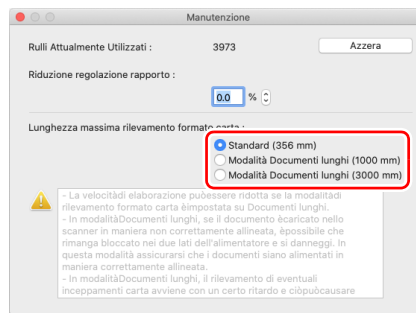 Manutenzione
Rulli Attualmente Utilizzati : 3973 Azzera
Riduzione regolazione rapporto :
0.0 %
Lunghezza massima rilevamento formato carta :
Standard (356 mm)
Modalità Documenti lunghi (1000 mm)
Modalità Documenti lunghi (3000 mm)
- La velocitàdi elaborazione puòessere ridotta se la modalitàdi
rilevamento formato carta èimpostata su Documenti lunghi.
- In modalitàDocumenti lunghi, se il documento ècaricato nello
scanner in maniera non correttamente allineata, èpossibile che
rimanga bloccato nei due lati dell'alimentatore e si danneggi. In
questa modalità assicurarsi che i documenti siano alimentati in
maniera correttamente allineata.
- In modalitàDocumenti lunghi, il rilevamento di eventuali
inceppamenti carta avviene con un certo ritardo e ciòpuòcausare